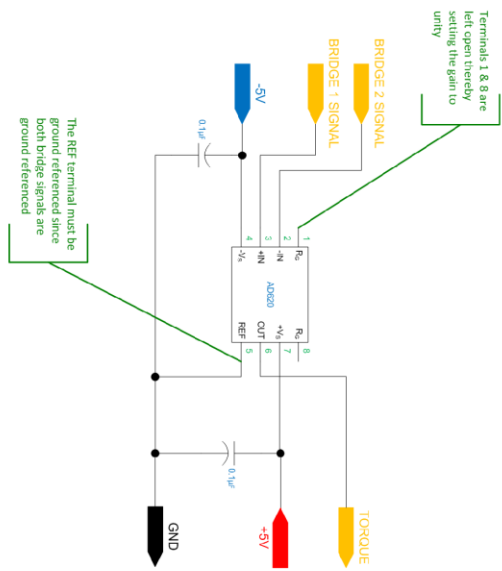 Terminals 1 & 8 are
left open thereby
setting the gain to
unity
BRIDGE 2 SIGNAL
BRIDGE 1 SIGNAL
-5V
0.1µF
1
2
3
4
RG
-IN
+IN
-VS
AD620
RG
+VS
OUT
REF
8
7
6
5
The REF terminal must be
ground referenced since
both bridge signals are
ground referenced
0.1µF
TORQUE
+5V
GND